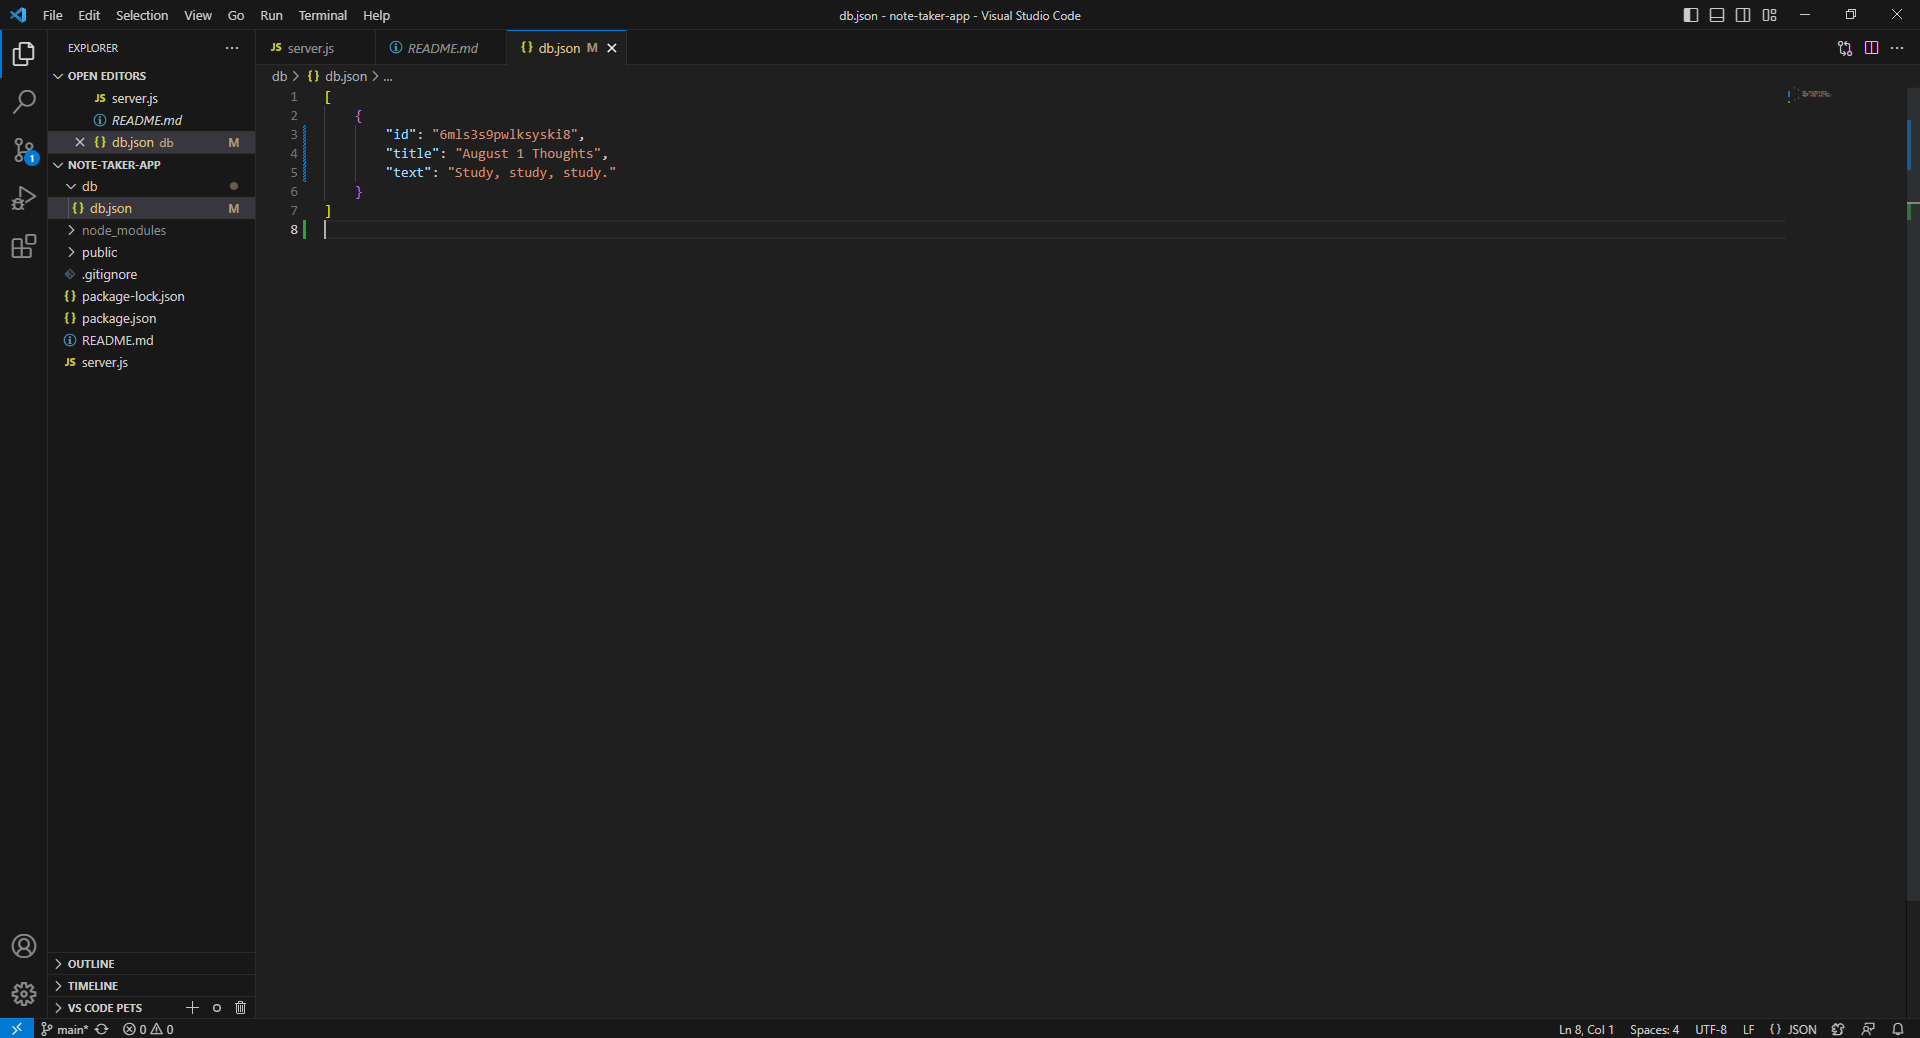 File Edit Selection View Go Run Terminal Help
db.json - note-taker-app - Visual Studio Code
EXPLORER
OPEN EDITORS
JS server.js
README.md
db.json db M
NOTE-TAKER-APP
db
{} db.json M
node_modules
public
.gitignore
{} package-lock.json
{} package.json
README.md
JS server.js
OUTLINE
TIMELINE
VS CODE PETS
JS server.js
README.md
{} db.json M
db > {} db.json > ...
1 [
2 {
3 "id": "6mls3s9pwlksyski8",
4 "title": "August 1 Thoughts",
5 "text": "Study, study, study."
6 }
7 ]
8
1
main* 0 0
Ln 8, Col 1 Spaces: 4 UTF-8 LF {} JSON